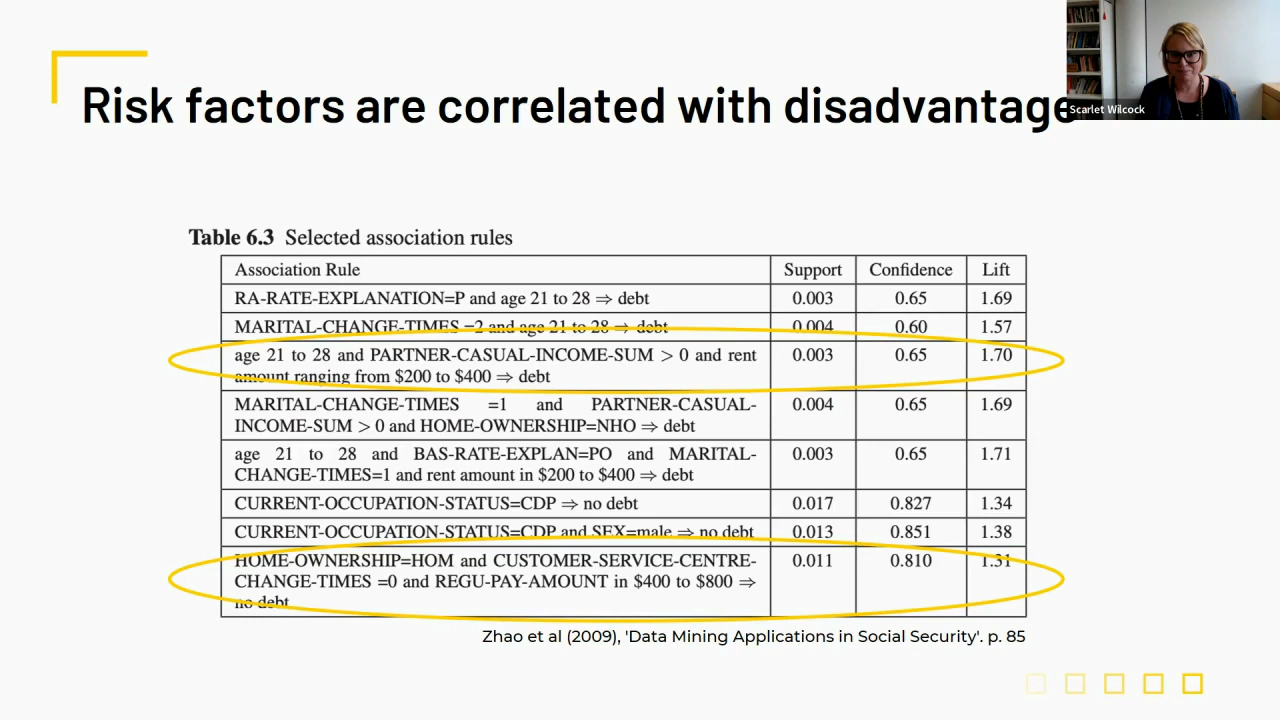 Risk factors are correlated with disadvantage
Scarlet Wilcock
Table 6.3 Selected association rules
Association Rule Support Confidence Lift
RA-RATE-EXPLANATION=P and age 21 to 28 ⇒ debt 0.003 0.65 1.69
MARITAL-CHANGE-TIMES =2 and age 21 to 28 ⇒ debt 0.004 0.60 1.57
age 21 to 28 and PARTNER-CASUAL-INCOME-SUM > 0 and rent 0.003 0.65 1.70
amount ranging from $200 to $400 ⇒ debt
MARITAL-CHANGE-TIMES =1 and PARTNER-CASUAL- 0.004 0.65 1.69
INCOME-SUM > 0 and HOME-OWNERSHIP=NHO ⇒ debt
age 21 to 28 and BAS-RATE-EXPLAN=PO and MARITAL- 0.003 0.65 1.71
CHANGE-TIMES=1 and rent amount in $200 to $400 ⇒ debt
CURRENT-OCCUPATION-STATUS=CDP ⇒ no debt 0.017 0.827 1.34
CURRENT-OCCUPATION-STATUS=CDP and SEX=male ⇒ no debt 0.013 0.851 1.38
HOME-OWNERSHIP=HOM and CUSTOMER-SERVICE-CENTRE- 0.011 0.810 1.31
CHANGE-TIMES =0 and REGU-PAY-AMOUNT in $400 to $800 ⇒
no debt
Zhao et al (2009), 'Data Mining Applications in Social Security'. p. 85